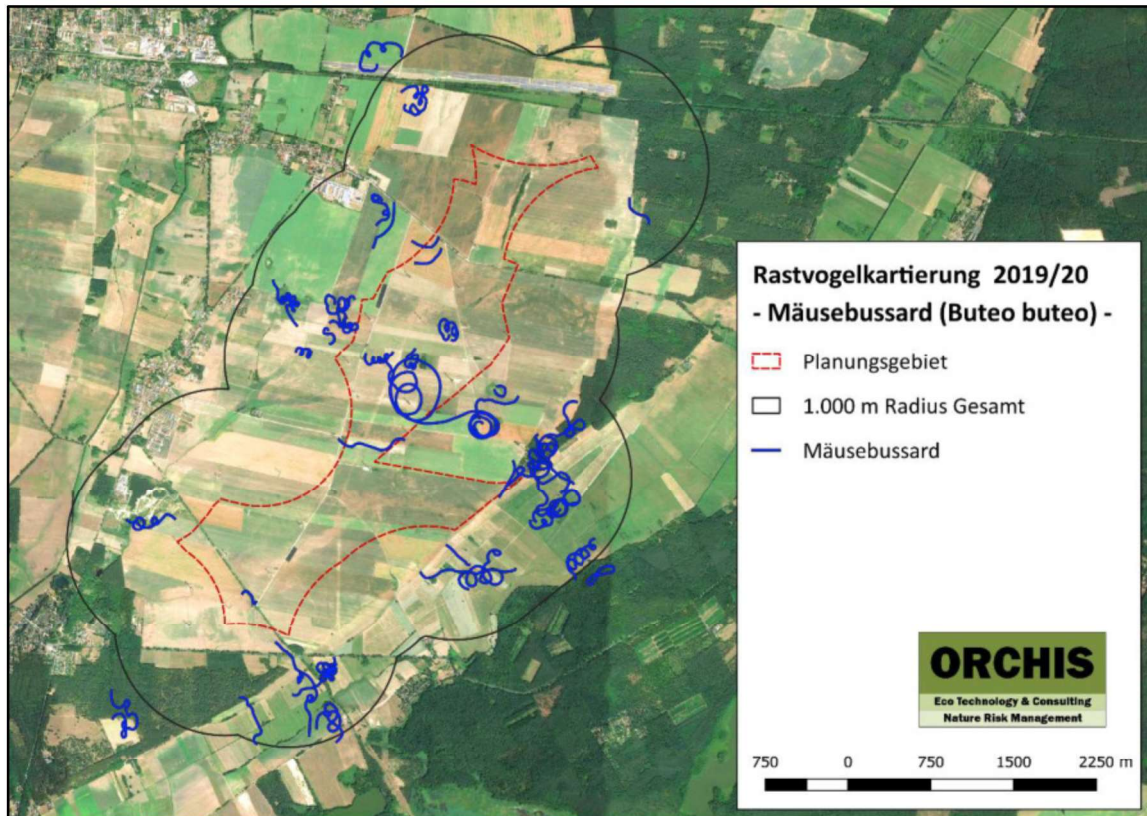 Rastvogelkartierung 2019/20
- Mäusebussard (Buteo buteo) -
Planungsgebiet
1.000 m Radius Gesamt
Mäusebussard
ORCHIS
Eco Technology & Consulting
Nature Risk Management
750 0 750 1500 2250 m